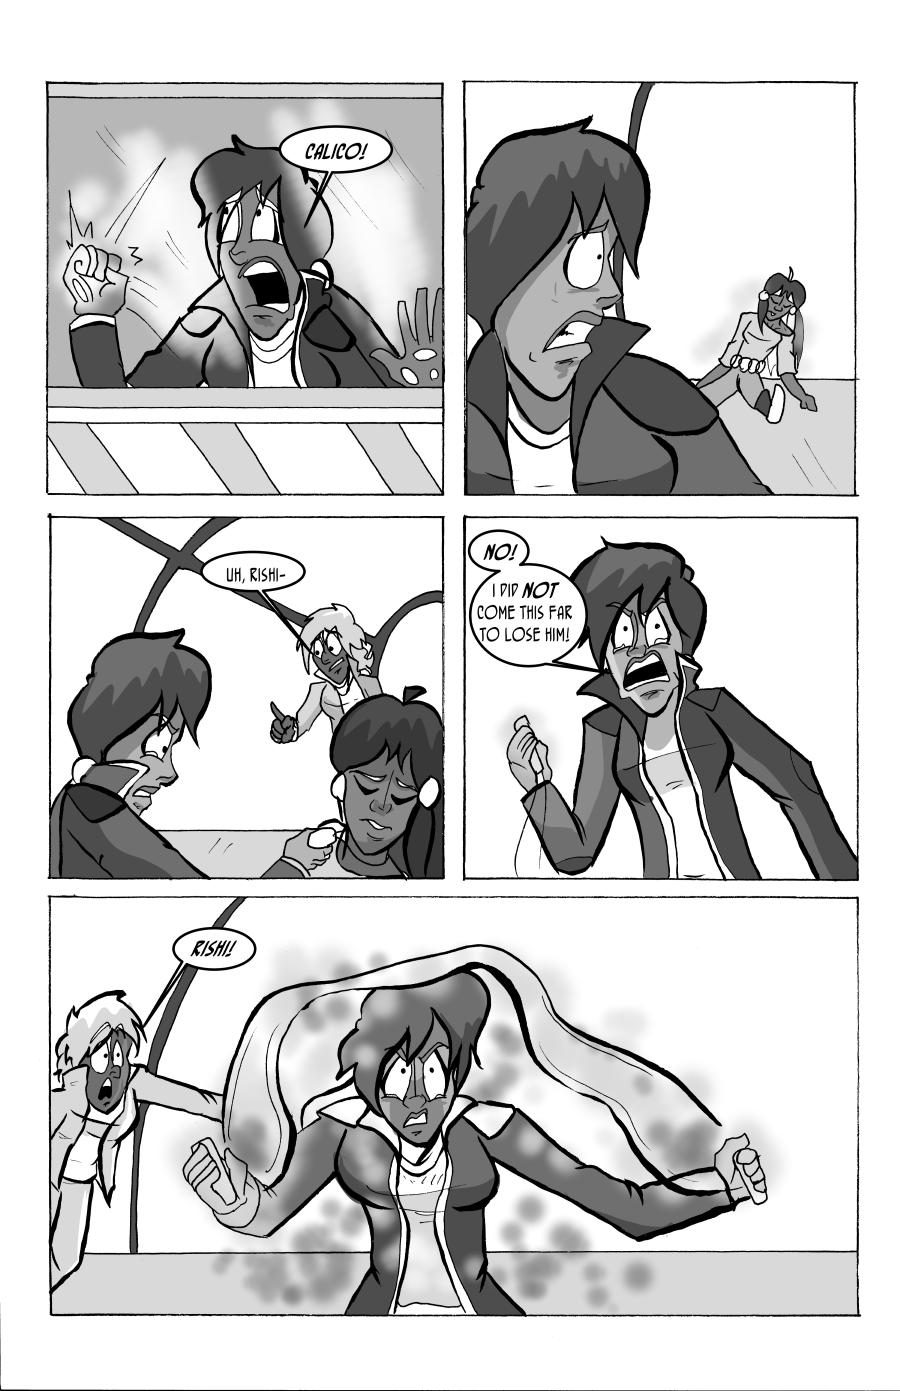 CALICO!
UH, RISHI-
NO!
I DID NOT
COME THIS FAR
TO LOSE HIM!
RISHI!